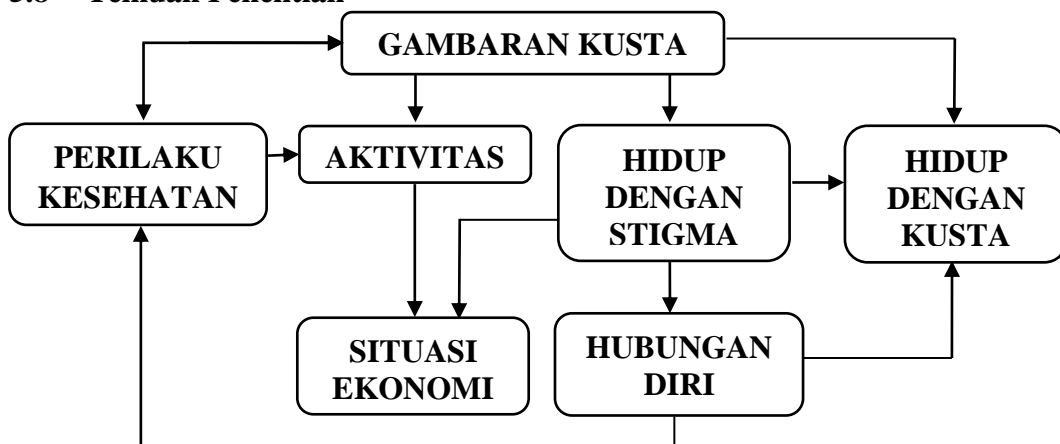 GAMBARAN KUSTA
PERILAKU
KESEHATAN
AKTIVITAS
HIDUP
DENGAN
STIGMA
HIDUP
DENGAN
KUSTA
SITUASI
EKONOMI
HUBUNGAN
DIRI